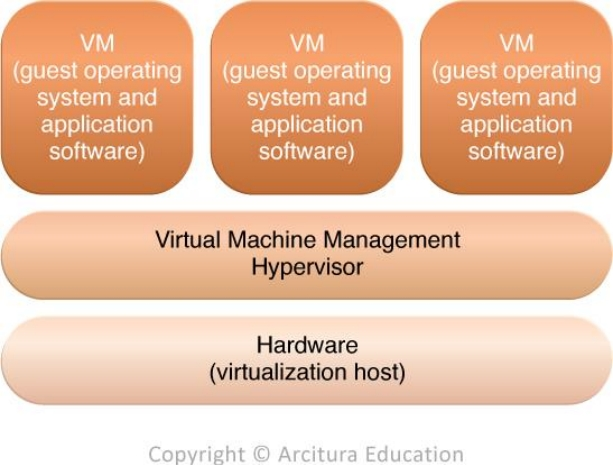 VM
(guest operating
system and
application
software)
VM
(guest operating
system and
application
software)
VM
(guest operating
system and
application
software)
Virtual Machine Management
Hypervisor
Hardware
(virtualization host)
Copyright © Arcitura Education